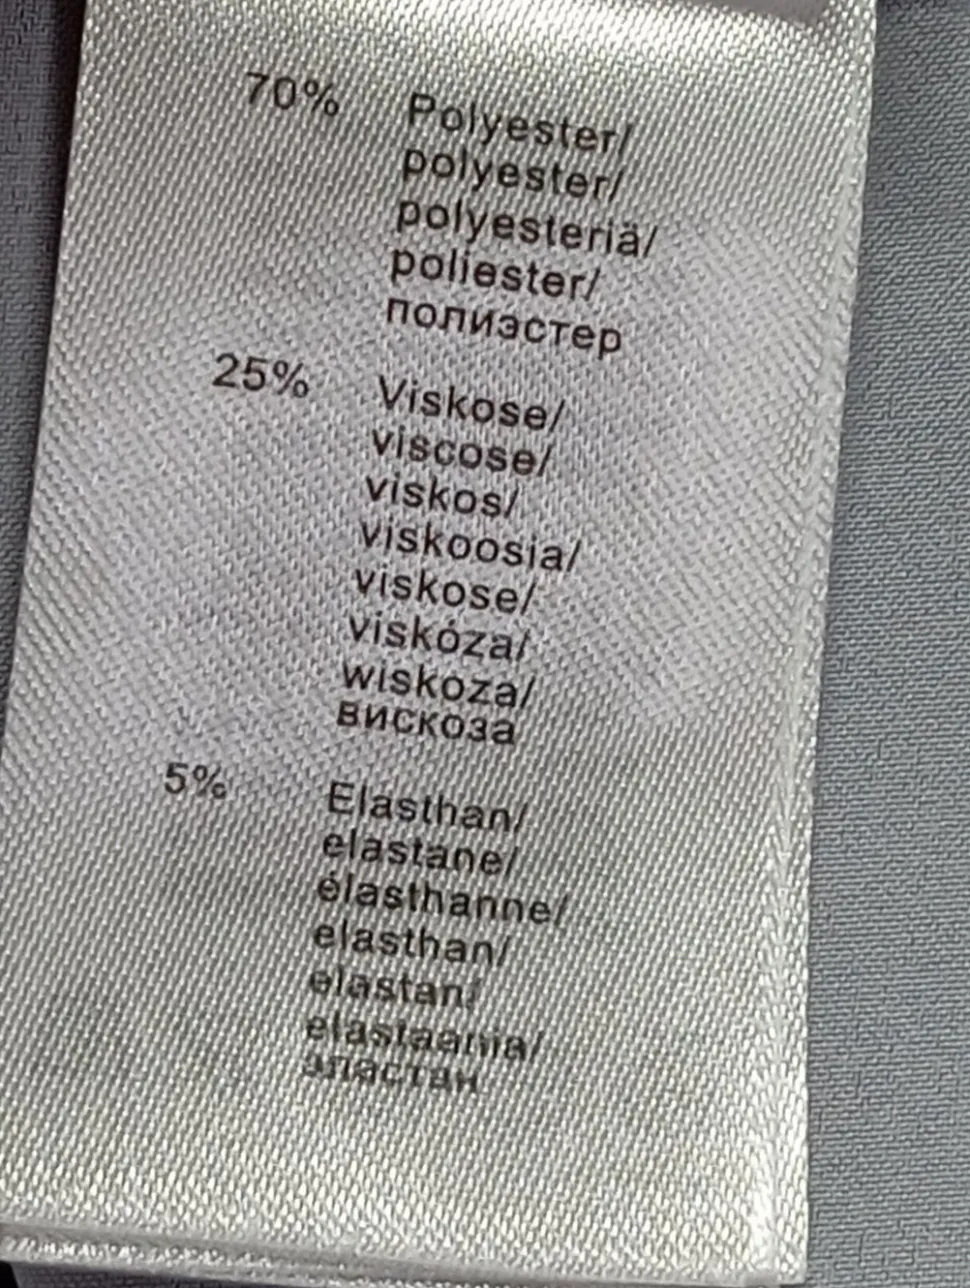 70% Polyester/
polyester/
polyesteriä/
poliester/
полиэстер
25% Viskose/
viscose/
viskos/
viskoosia/
viskose/
viskóza/
wiskoza/
вискоза
5% Elasthan/
elastane/
élasthanne/
elasthan/
elastan/
elastaania/
эластан